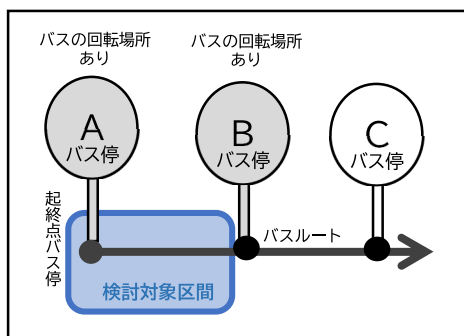 バスの回転場所
あり
バスの回転場所
あり
A
バス停
B
バス停
C
バス停
起終点バス停
バスルート
検討対象区間